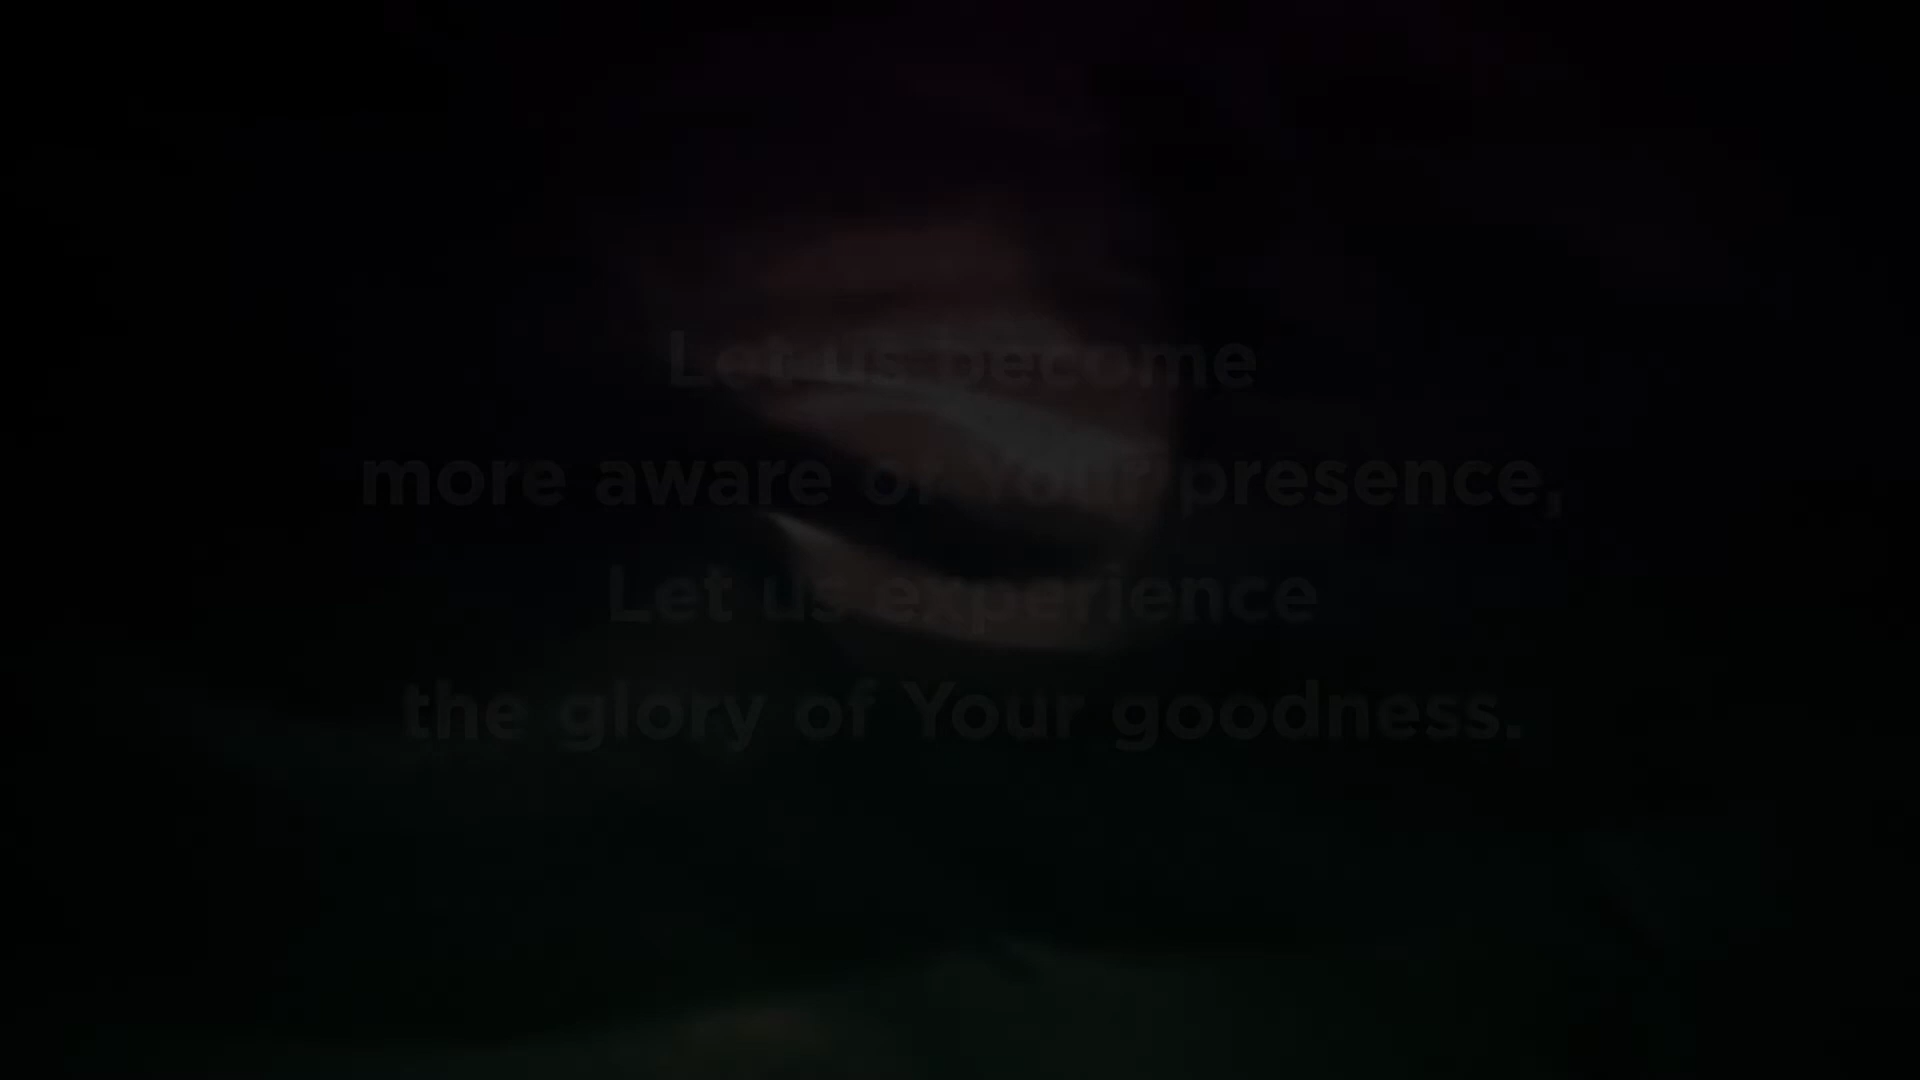 Let us become
more aware of Your presence,
Let us experience
the glory of Your goodness.